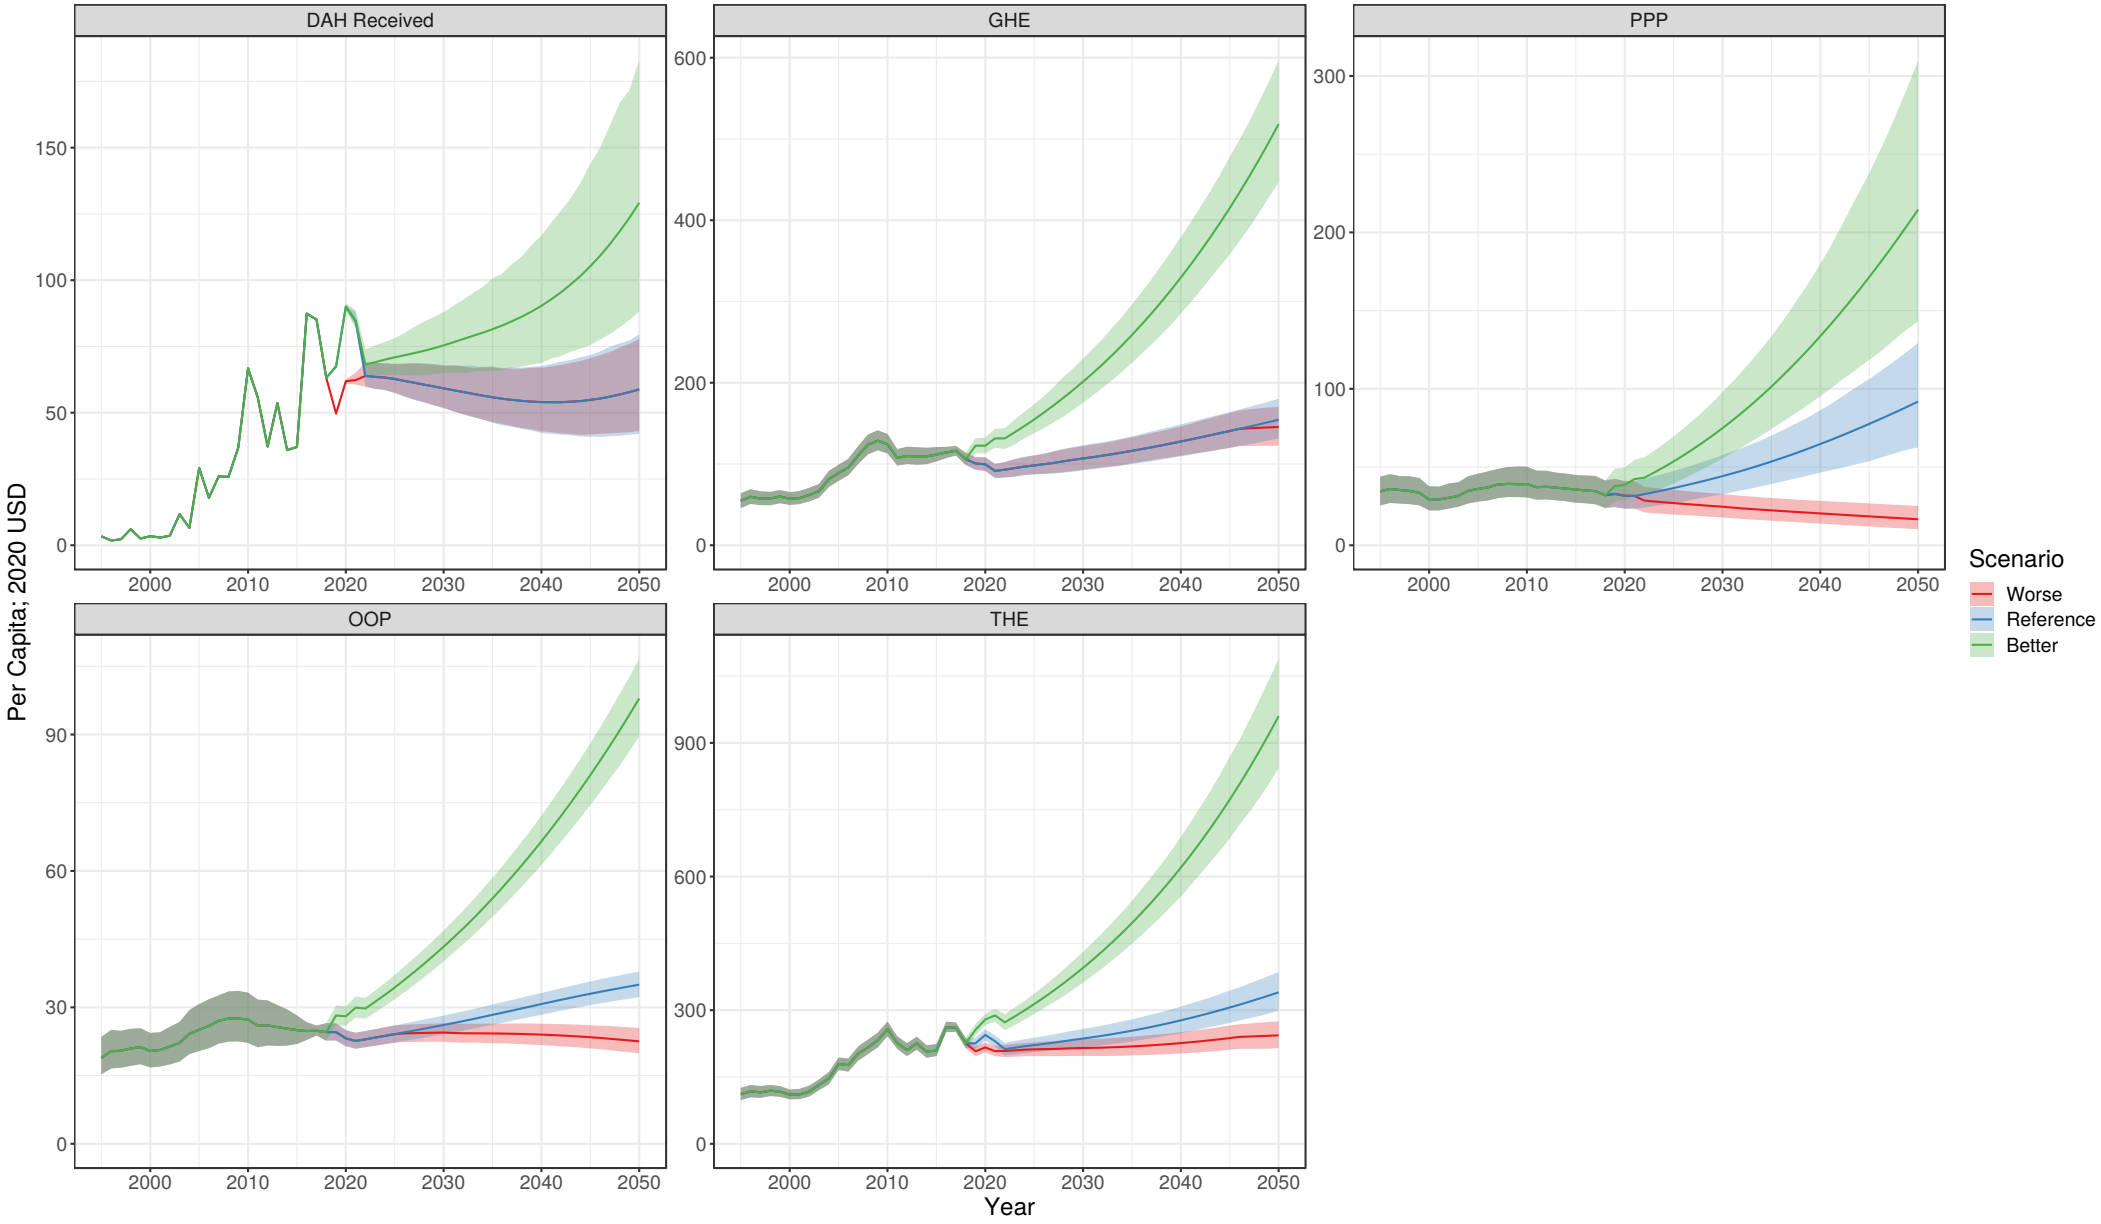 DAH Received
GHE
PPP
0
50
100
150
0
200
400
600
0
100
200
300
2000 2010 2020 2030 2040 2050
2000 2010 2020 2030 2040 2050
2000 2010 2020 2030 2040 2050
OOP
THE
0
30
60
90
0
300
600
900
2000 2010 2020 2030 2040 2050
2000 2010 2020 2030 2040 2050
Year
Per Capita; 2020 USD
Scenario
Worse
Reference
Better